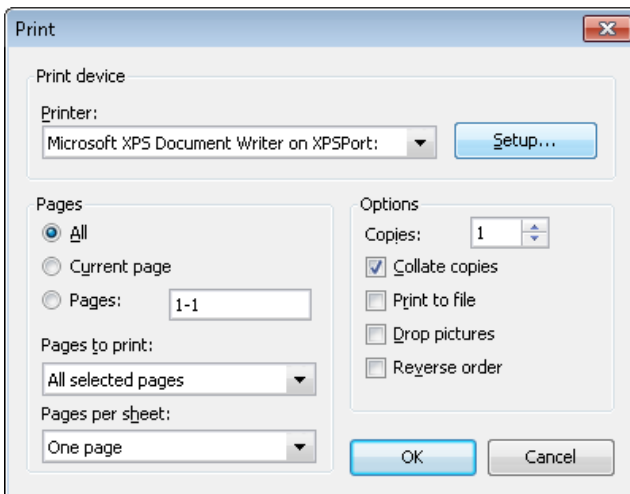 Print
Print device
Printer:
Microsoft XPS Document Writer on XPSPort:
Setup...
Pages
All
Current page
Pages: 1-1
Pages to print:
All selected pages
Pages per sheet:
One page
Options
Copies: 1
Collate copies
Print to file
Drop pictures
Reverse order
OK Cancel